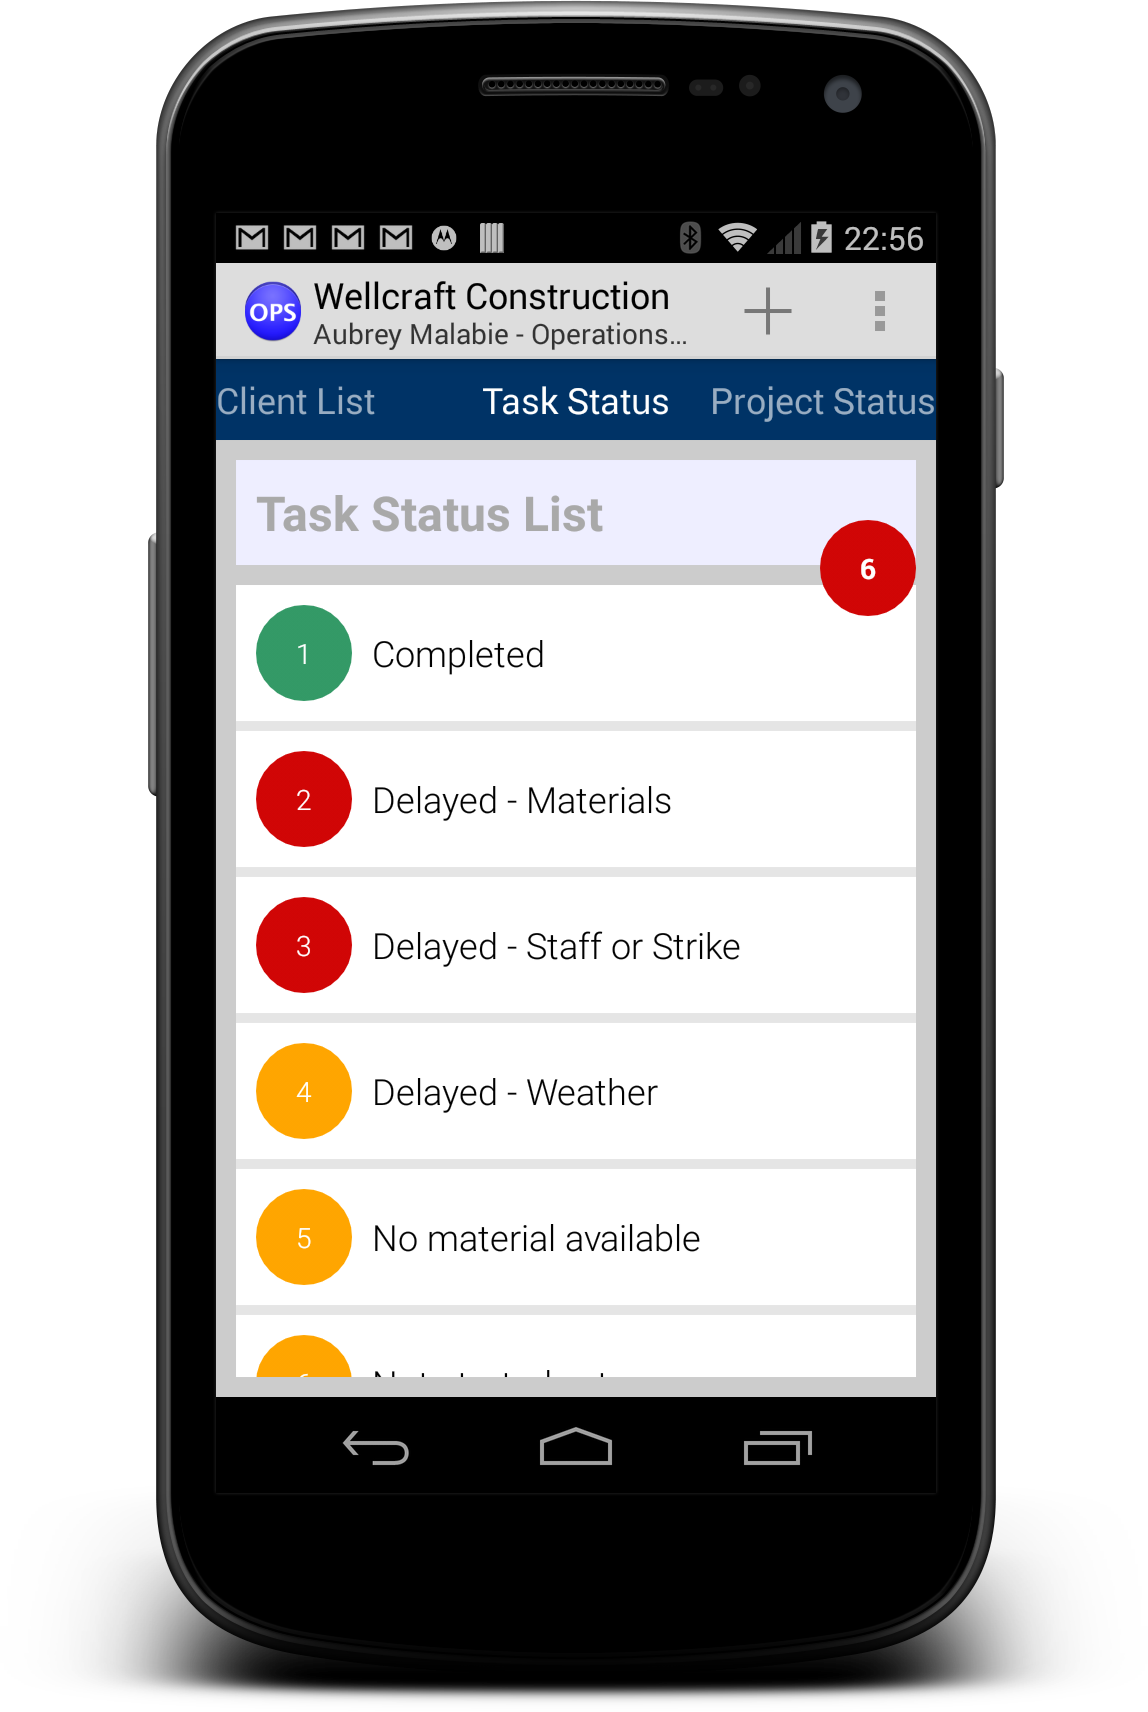 22:56
OPS
Wellcraft Construction
Aubrey Malabie - Operations...
Client List
Task Status
Project Status
Task Status List
6
1
Completed
2
Delayed - Materials
3
Delayed - Staff or Strike
4
Delayed - Weather
5
No material available